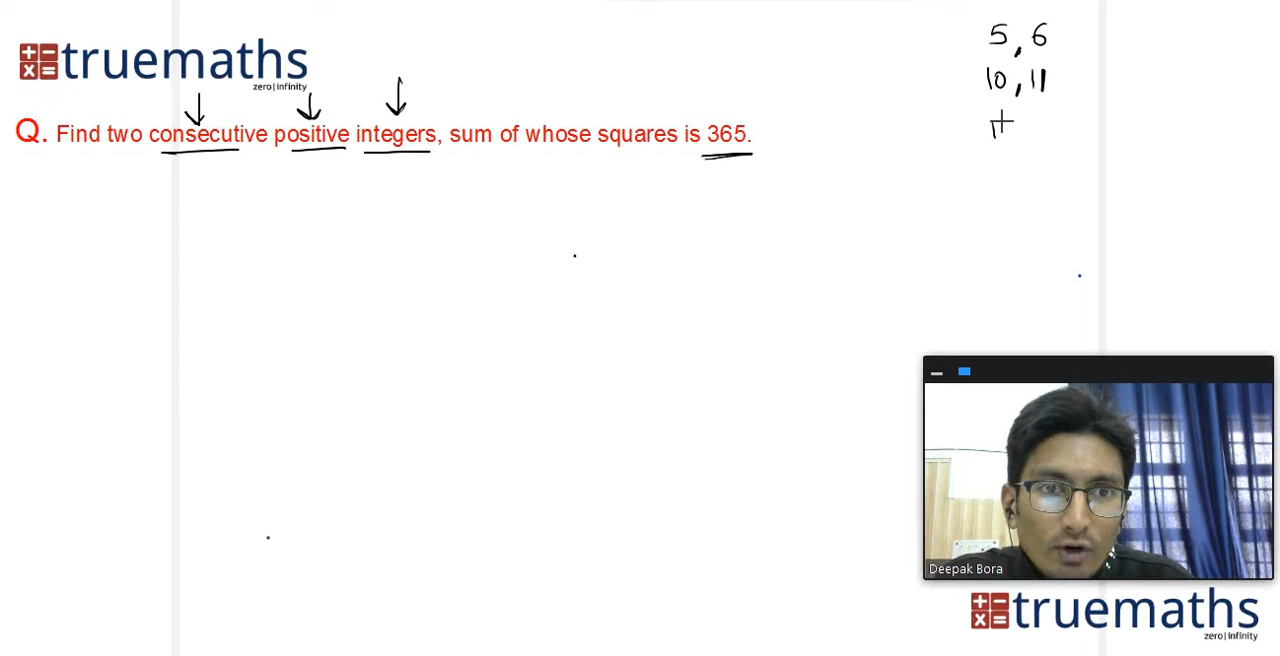 truemaths
zero|infinity
5, 6
10, 11
Q. Find two consecutive positive integers, sum of whose squares is 365.
Deepak Bora
truemaths
zero|infinity